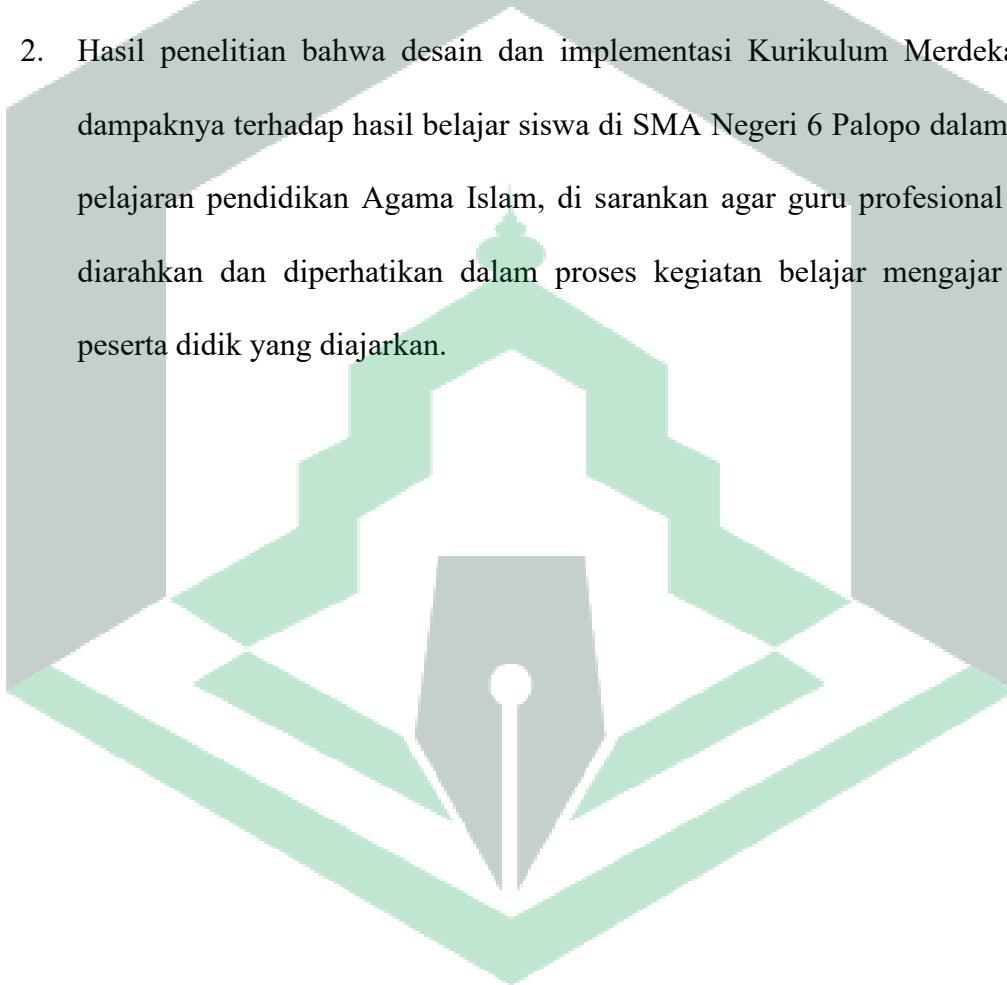 2. Hasil penelitian bahwa desain dan implementasi Kurikulum Merdeka
dampaknya terhadap hasil belajar siswa di SMA Negeri 6 Palopo dalam
pelajaran pendidikan Agama Islam, di sarankan agar guru profesional
diarahkan dan diperhatikan dalam proses kegiatan belajar mengajar
peserta didik yang diajarkan.